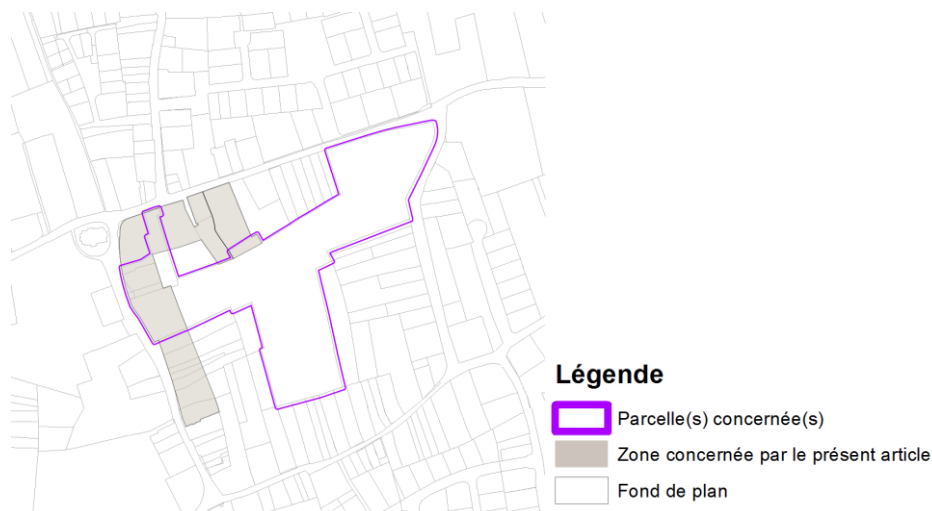 Légende
Parcelle(s) concernée(s)
Zone concernée par le présent article
Fond de plan